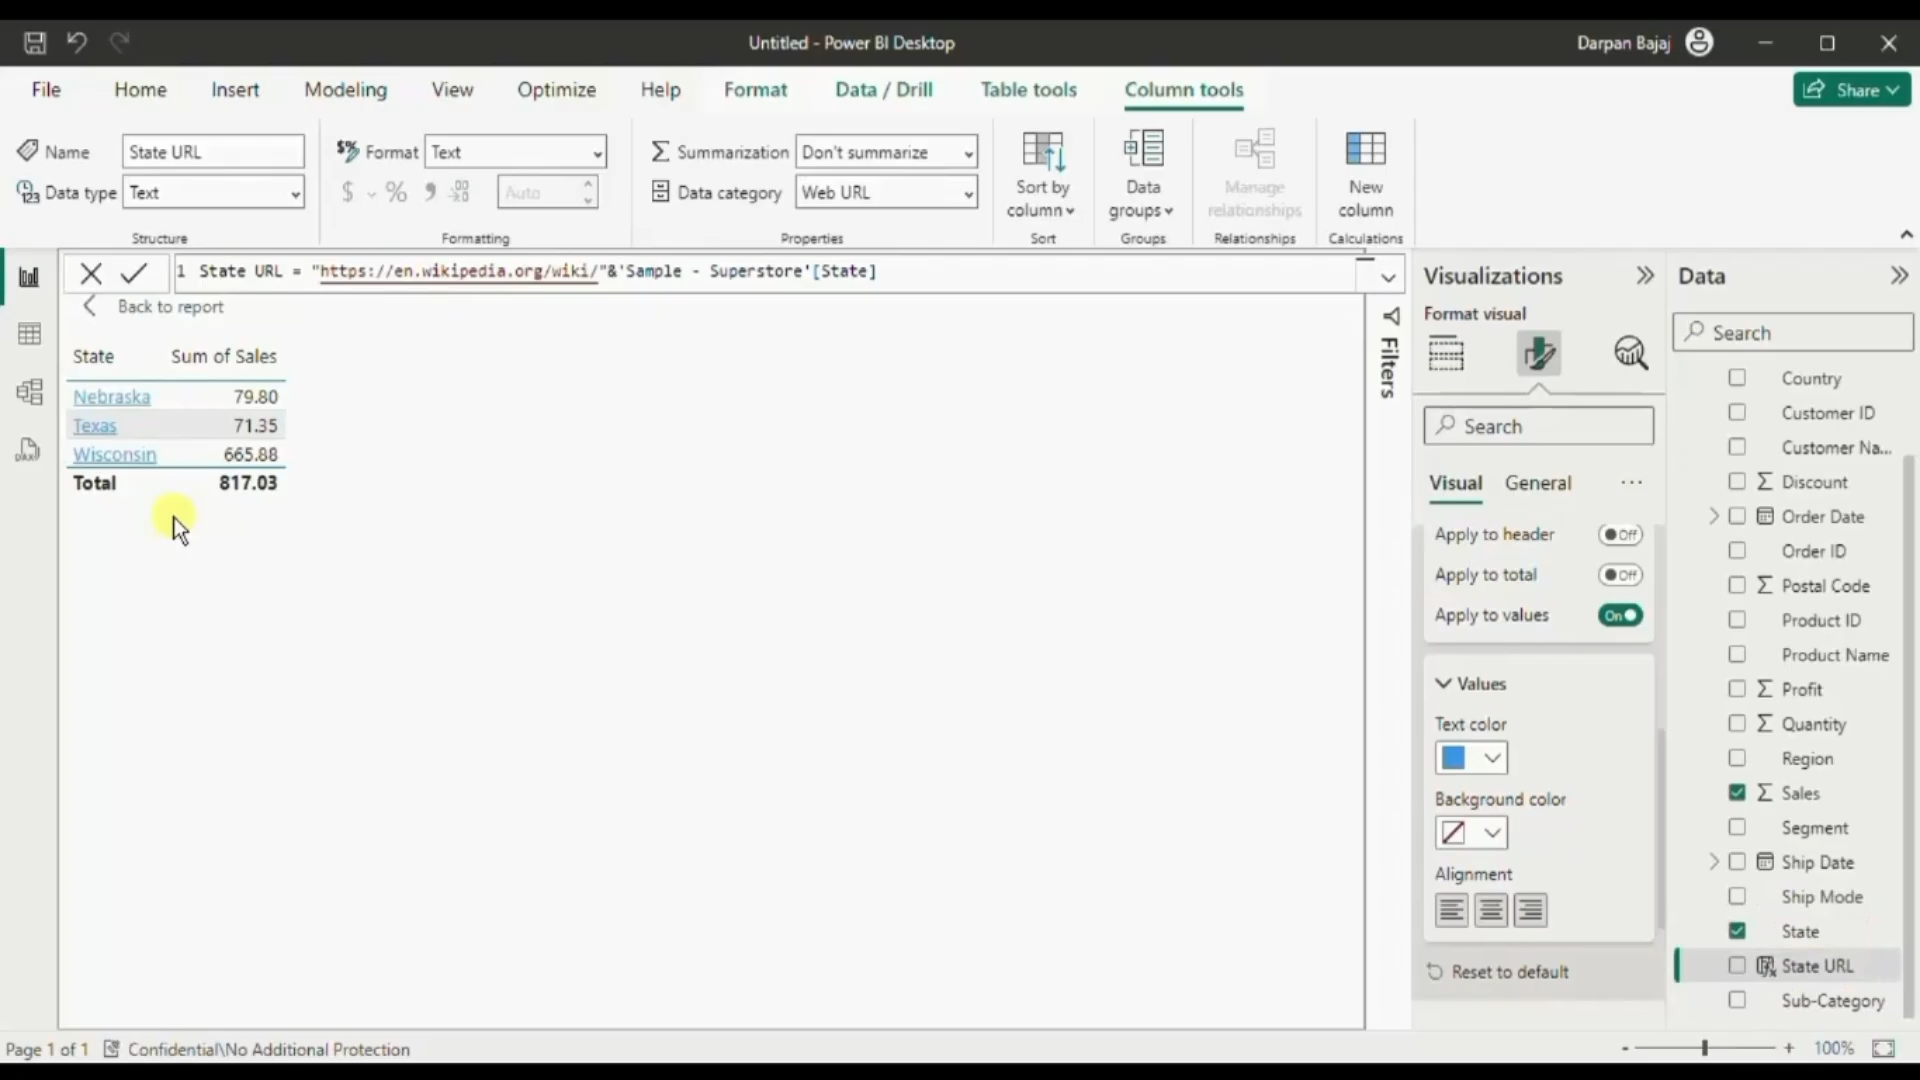 Untitled - Power BI Desktop
Darpan Bajaj
File Home Insert Modeling View Optimize Help Format Data / Drill Table tools Column tools
Share
Name State URL
Data type Text
Structure
Format Text
$ % Auto
Formatting
Summarization Don't summarize
Data category Web URL
Properties
Sort by column
Sort
Data groups
Groups
Manage relationships
Relationships
New column
Calculations
1 State URL = "https://en.wikipedia.org/wiki/"&'Sample - Superstore'[State]
Back to report
State Sum of Sales
Nebraska 79.80
Texas 71.35
Wisconsin 665.88
Total 817.03
Filters
Visualizations
Format visual
Search
Visual General
Apply to header Off
Apply to total Off
Apply to values On
Values
Text color
Background color
Alignment
Reset to default
Data
Search
Country
Customer ID
Customer Na...
Discount
Order Date
Order ID
Postal Code
Product ID
Product Name
Profit
Quantity
Region
Sales
Segment
Ship Date
Ship Mode
State
State URL
Sub-Category
Page 1 of 1 Confidential\No Additional Protection
- + 100%